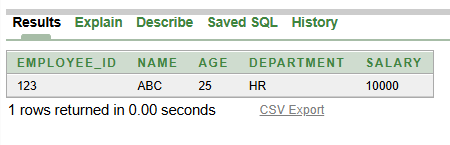 Results Explain Describe Saved SQL History
EMPLOYEE_ID NAME AGE DEPARTMENT SALARY
123 ABC 25 HR 10000
1 rows returned in 0.00 seconds CSV Export